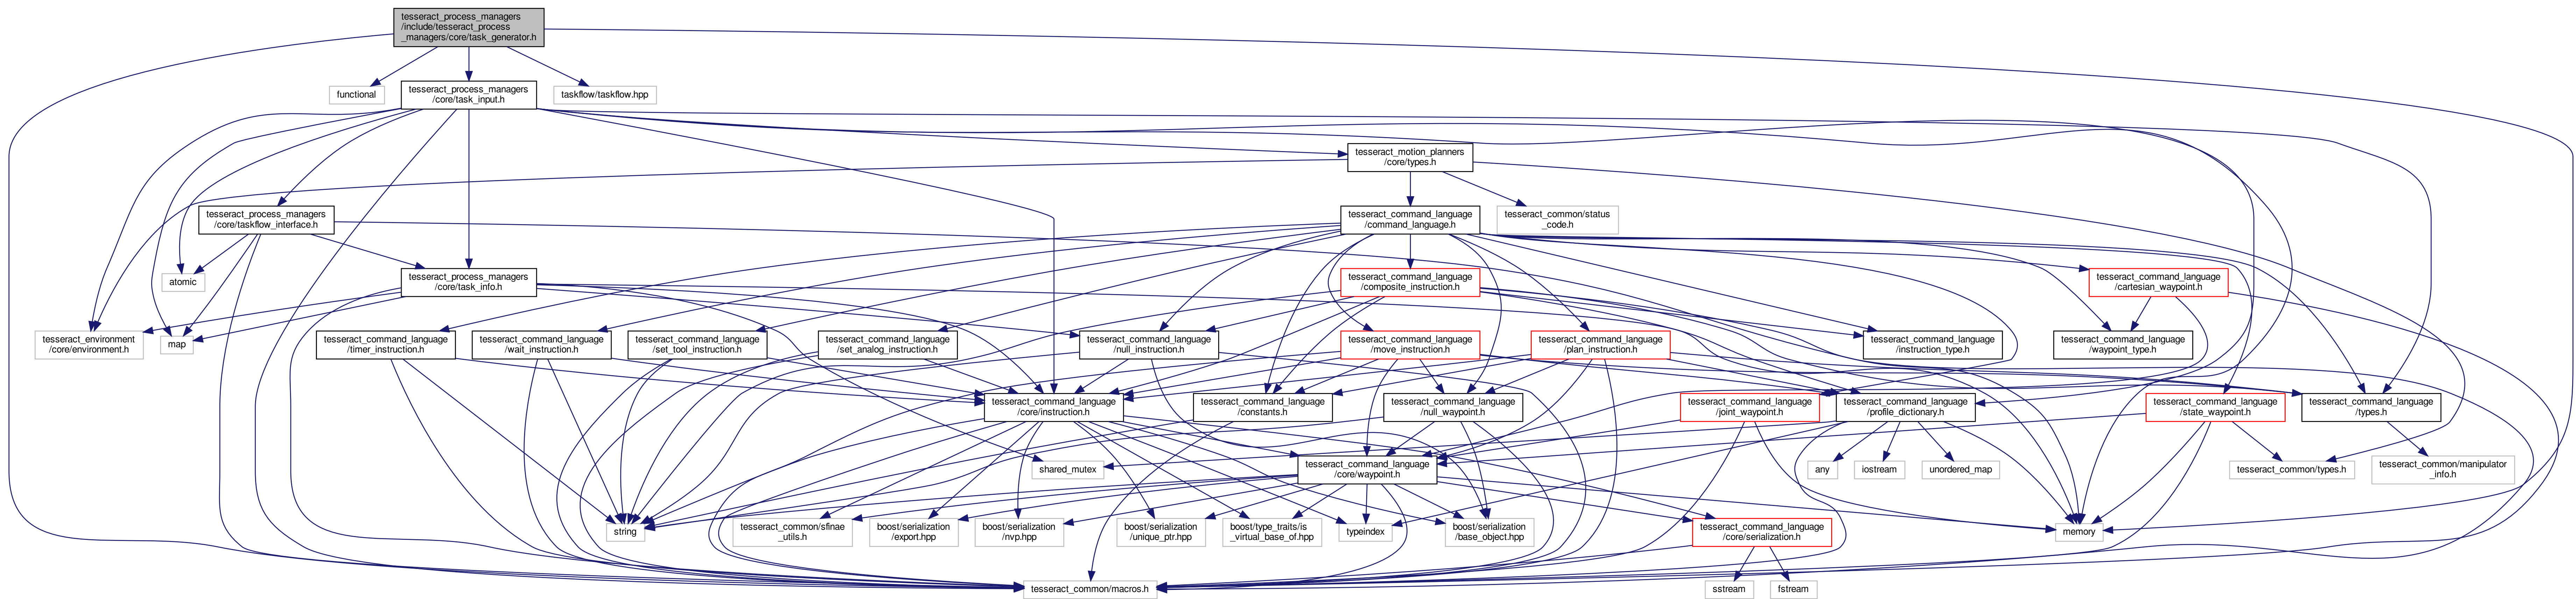 tesseract_process_managers
/include/tesseract_process
_managers/core/task_generator.h
functional
tesseract_process_managers
/core/task_input.h
taskflow/taskflow.hpp
tesseract_motion_planners
/core/types.h
tesseract_process_managers
/core/taskflow_interface.h
tesseract_command_language
/command_language.h
tesseract_common/status
_code.h
atomic
tesseract_process_managers
/core/task_info.h
tesseract_command_language
/composite_instruction.h
tesseract_command_language
/cartesian_waypoint.h
tesseract_environment
/core/environment.h
map
tesseract_command_language
/timer_instruction.h
tesseract_command_language
/wait_instruction.h
tesseract_command_language
/set_tool_instruction.h
tesseract_command_language
/set_analog_instruction.h
tesseract_command_language
/null_instruction.h
tesseract_command_language
/move_instruction.h
tesseract_command_language
/plan_instruction.h
tesseract_command_language
/instruction_type.h
tesseract_command_language
/waypoint_type.h
tesseract_command_language
/core/instruction.h
tesseract_command_language
/constants.h
tesseract_command_language
/null_waypoint.h
tesseract_command_language
/joint_waypoint.h
tesseract_command_language
/profile_dictionary.h
tesseract_command_language
/state_waypoint.h
tesseract_command_language
/types.h
shared_mutex
tesseract_command_language
/core/waypoint.h
any
iostream
unordered_map
tesseract_common/types.h
tesseract_common/manipulator
_info.h
string
tesseract_common/sfinae
_utils.h
boost/serialization
/export.hpp
boost/serialization
/nvp.hpp
boost/serialization
/unique_ptr.hpp
boost/type_traits/is
_virtual_base_of.hpp
typeindex
boost/serialization
/base_object.hpp
tesseract_command_language
/core/serialization.h
memory
tesseract_common/macros.h
sstream
fstream